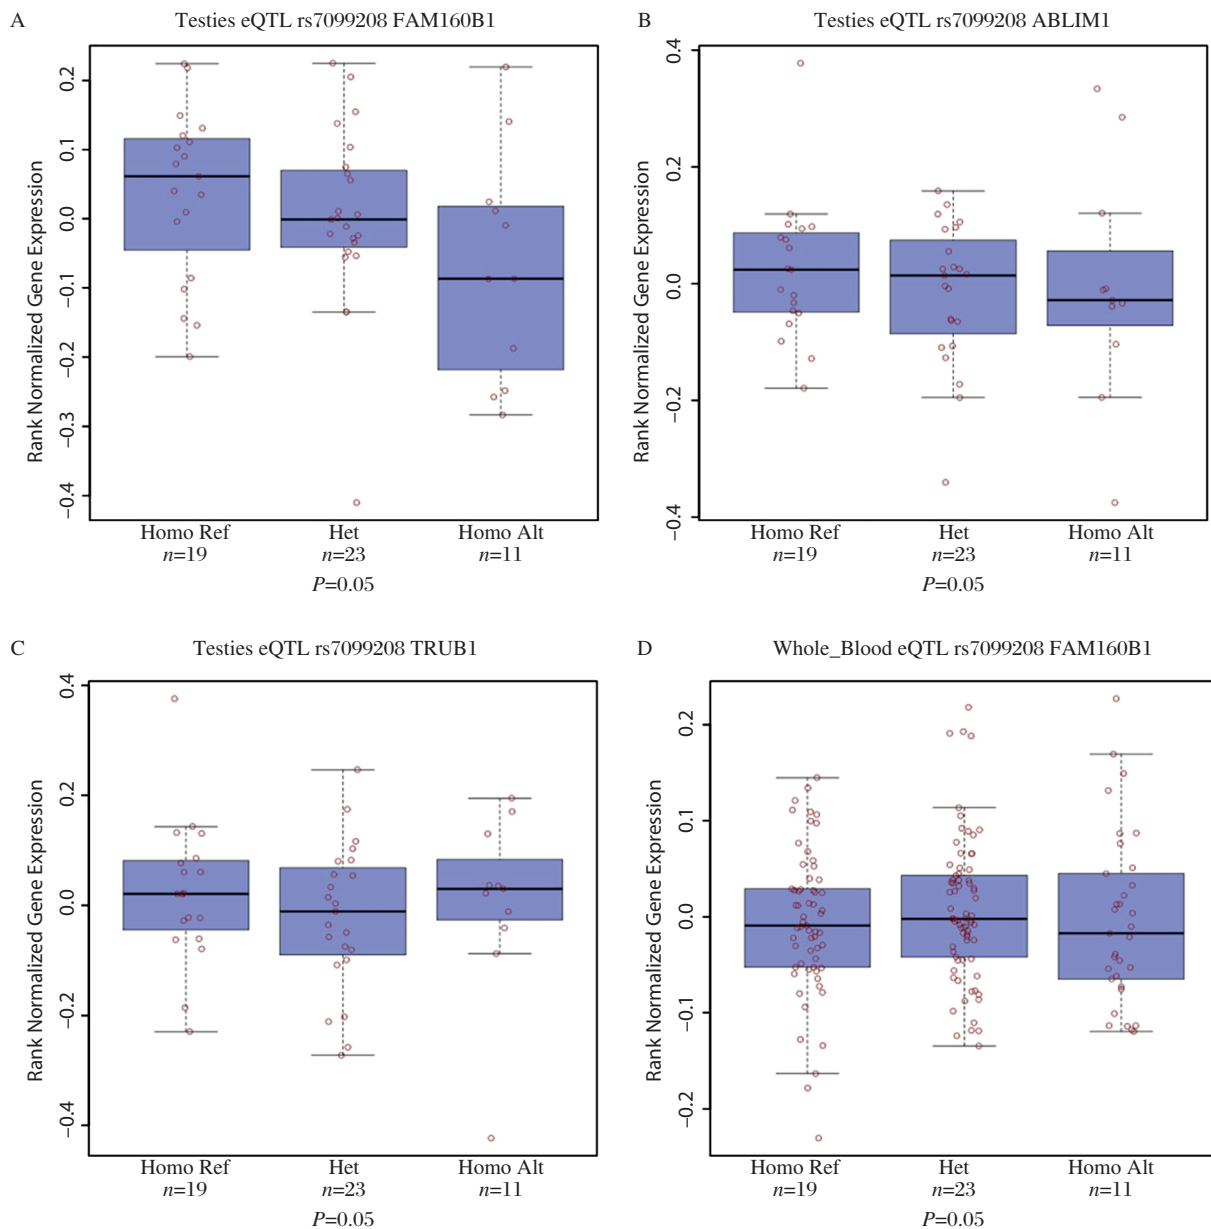 A
Testies eQTL rs7099208 FAM160B1
Rank Normalized Gene Expression
0.2
0.1
0.0
−0.1
−0.2
−0.3
−0.4
Homo Ref Het Homo Alt
n=19 n=23 n=11
P=0.05
B
Testies eQTL rs7099208 ABLIM1
Rank Normalized Gene Expression
0.4
0.2
0.0
−0.2
−0.4
Homo Ref Het Homo Alt
n=19 n=23 n=11
P=0.05
C
Testies eQTL rs7099208 TRUB1
Rank Normalized Gene Expression
0.4
0.2
0.0
−0.2
−0.4
Homo Ref Het Homo Alt
n=19 n=23 n=11
P=0.05
D
Whole_Blood eQTL rs7099208 FAM160B1
Rank Normalized Gene Expression
0.2
0.1
0.0
−0.1
−0.2
Homo Ref Het Homo Alt
n=19 n=23 n=11
P=0.05